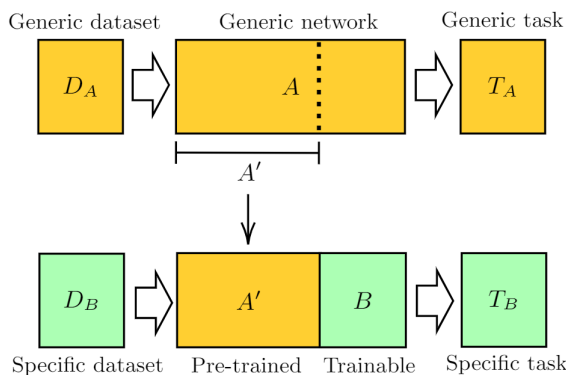 Generic dataset Generic network Generic task
D_A A T_A
A′
D_B A′ B T_B
Specific dataset Pre-trained Trainable Specific task